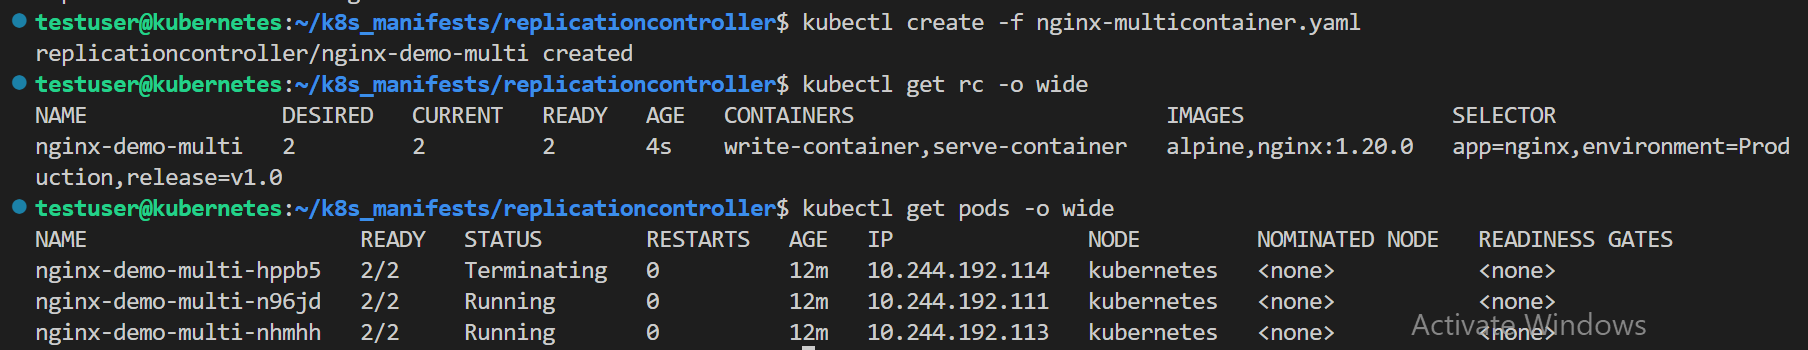 testuser@kubernetes:~/k8s_manifests/replicationcontroller$ kubectl create -f nginx-multicontainer.yaml
replicationcontroller/nginx-demo-multi created
testuser@kubernetes:~/k8s_manifests/replicationcontroller$ kubectl get rc -o wide
NAME DESIRED CURRENT READY AGE CONTAINERS IMAGES SELECTOR
nginx-demo-multi 2 2 2 4s write-container,serve-container alpine,nginx:1.20.0 app=nginx,environment=Prod
uction,release=v1.0
testuser@kubernetes:~/k8s_manifests/replicationcontroller$ kubectl get pods -o wide
NAME READY STATUS RESTARTS AGE IP NODE NOMINATED NODE READINESS GATES
nginx-demo-multi-hppb5 2/2 Terminating 0 12m 10.244.192.114 kubernetes <none> <none>
nginx-demo-multi-n96jd 2/2 Running 0 12m 10.244.192.111 kubernetes <none> <none>
nginx-demo-multi-nhmhh 2/2 Running 0 12m 10.244.192.113 kubernetes <none> <none>
Activate Windows